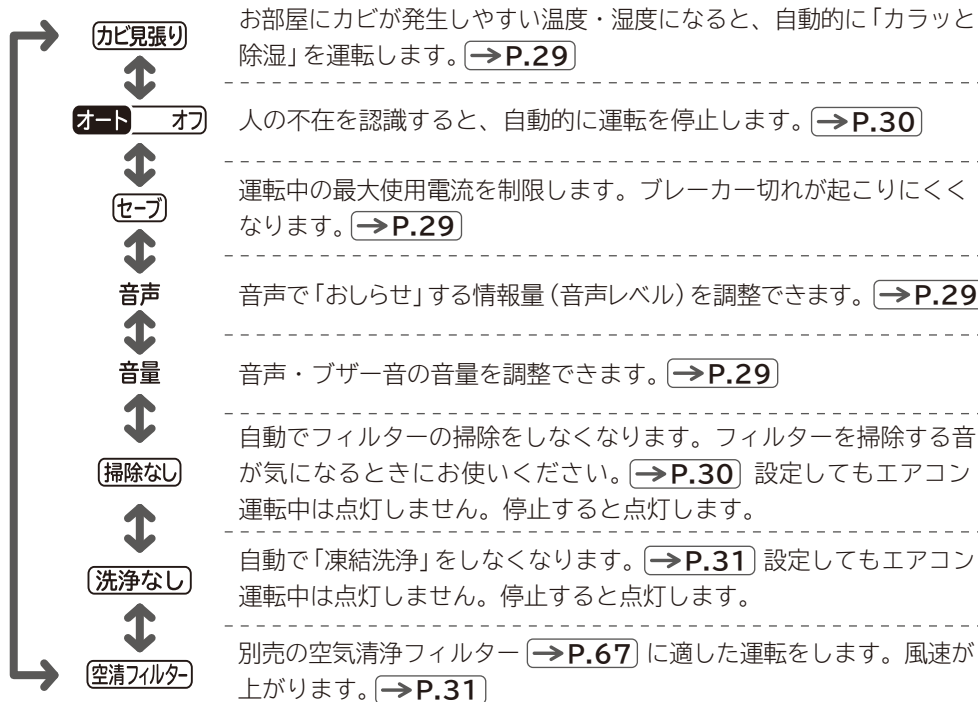 カビ見張り
お部屋にカビが発生しやすい温度・湿度になると、自動的に「カラッと
除湿」を運転します。→P.29
オート オフ
人の不在を認識すると、自動的に運転を停止します。→P.30
セーブ
運転中の最大使用電流を制限します。ブレーカー切れが起こりにくく
なります。→P.29
音声
音声で「おしらせ」する情報量(音声レベル)を調整できます。→P.29
音量
音声・ブザー音の音量を調整できます。→P.29
掃除なし
自動でフィルターの掃除をしなくなります。フィルターを掃除する音
が気になるときにお使いください。→P.30 設定してもエアコン
運転中は点灯しません。停止すると点灯します。
洗浄なし
自動で「凍結洗浄」をしなくなります。→P.31 設定してもエアコン
運転中は点灯しません。停止すると点灯します。
空清フィルター
別売の空気清浄フィルター →P.67 に適した運転をします。風速が
上がります。→P.31